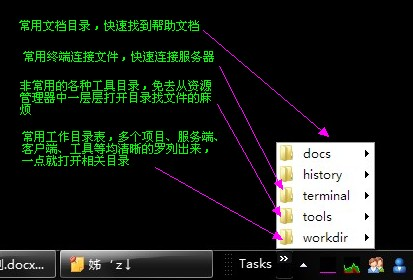 常用文档目录，快速找到帮助文档
常用终端连接文件，快速连接服务器
非常用的各种工具目录，免去从资源
管理器中一层层打开目录找文件的麻
烦
常用工作目录表，多个项目、服务端、
客户端、工具等均清晰的罗列出来，
一点就打开相关目录
docs
history
terminal
tools
workdir
.docx...
姊‘z↓
Tasks